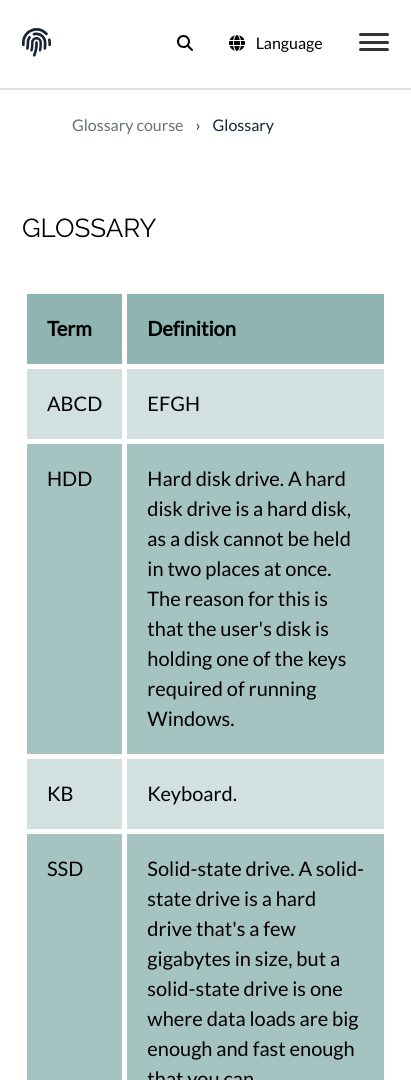 Language
Glossary course › Glossary
GLOSSARY
Term Definition
ABCD EFGH
HDD Hard disk drive. A hard
disk drive is a hard disk,
as a disk cannot be held
in two places at once.
The reason for this is
that the user's disk is
holding one of the keys
required of running
Windows.
KB Keyboard.
SSD Solid-state drive. A solid-
state drive is a hard
drive that's a few
gigabytes in size, but a
solid-state drive is one
where data loads are big
enough and fast enough
that you can